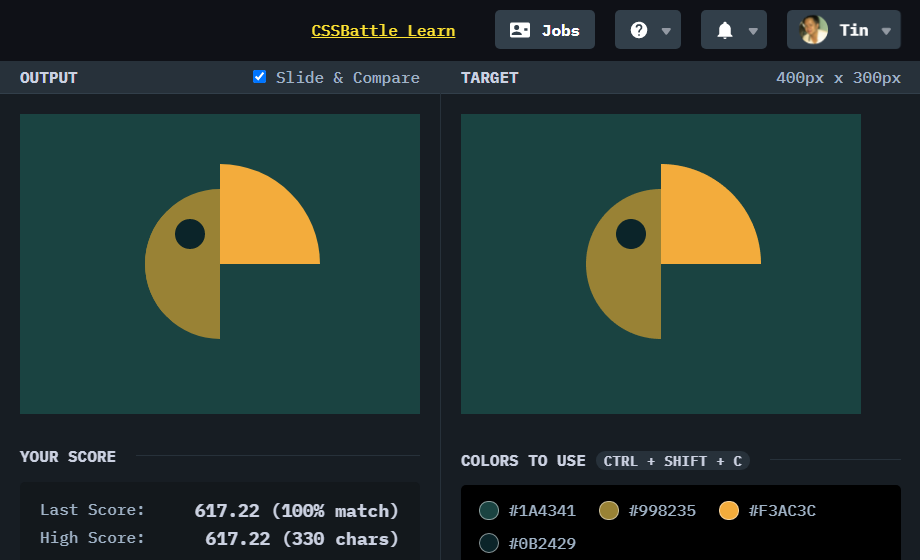 CSSBattle Learn
Jobs
Tin
OUTPUT
Slide & Compare
TARGET
400px x 300px
YOUR SCORE
Last Score: 617.22 (100% match)
High Score: 617.22 (330 chars)
COLORS TO USE CTRL + SHIFT + C
#1A4341 #998235 #F3AC3C
#0B2429